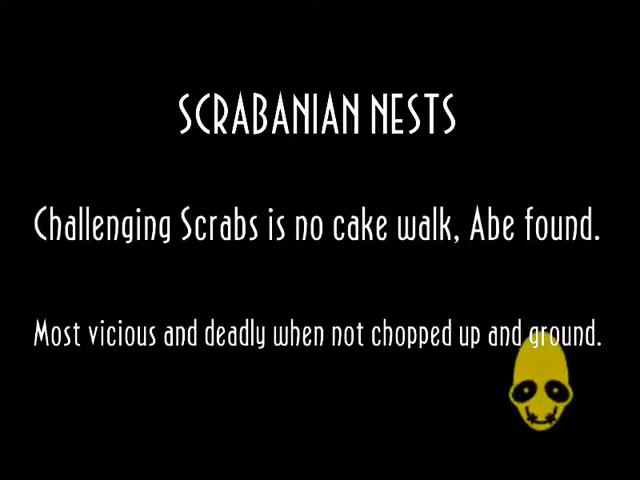 SCRABANIAN NESTS
Challenging Scrabs is no cake walk, Abe found.
Most vicious and deadly when not chopped up and ground.